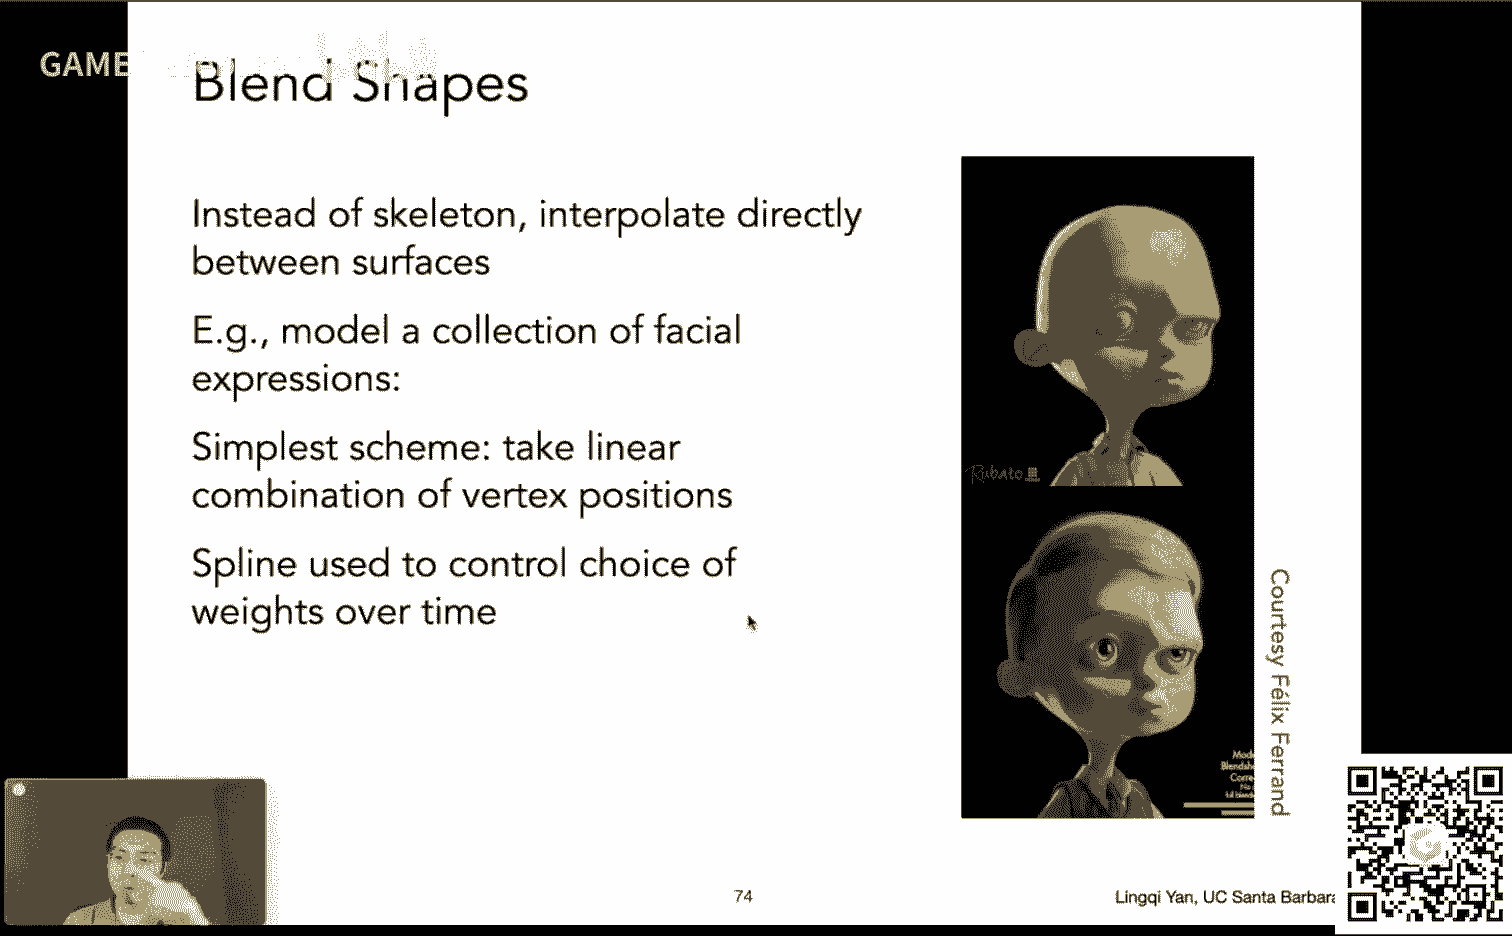 GAME
Blend Shapes
Instead of skeleton, interpolate directly
between surfaces
E.g., model a collection of facial
expressions:
Simplest scheme: take linear
combination of vertex positions
Spline used to control choice of
weights over time
Rubato
Courtesy Félix Ferrand
74
Lingqi Yan, UC Santa Barbara